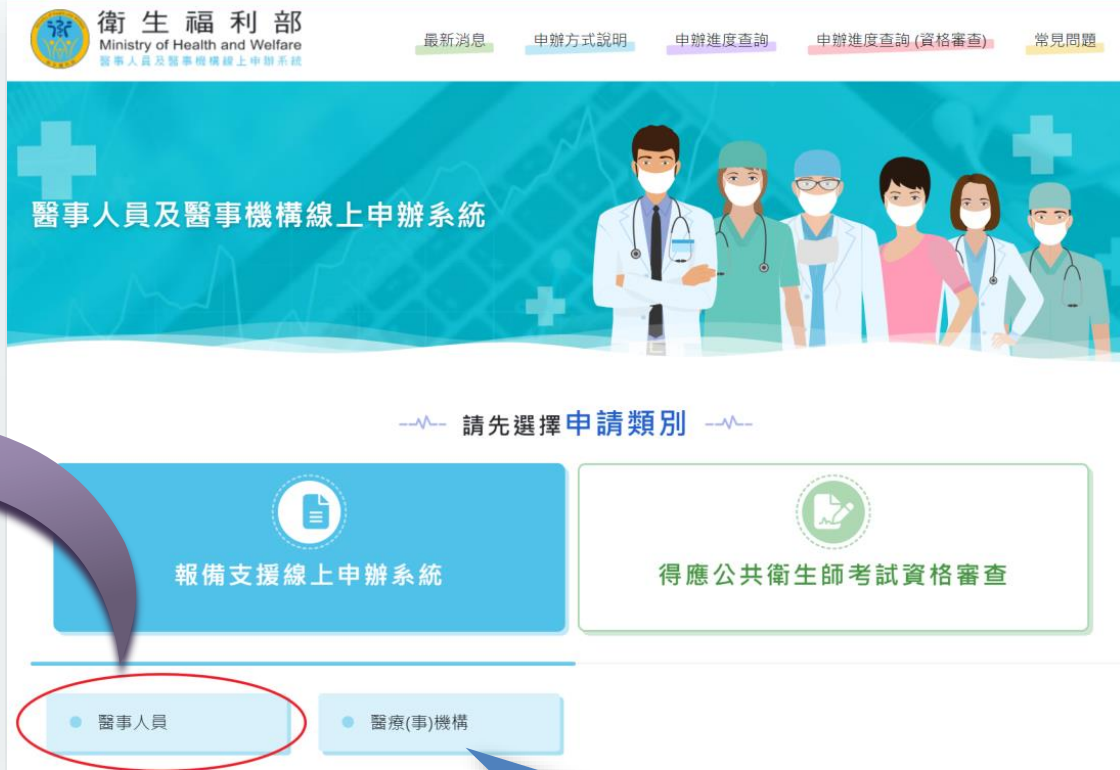 衛生福利部
Ministry of Health and Welfare
醫事人員及醫事機構線上申辦系統
最新消息 申辦方式說明 申辦進度查詢 申辦進度查詢 (資格審查) 常見問題
醫事人員及醫事機構線上申辦系統
請先選擇申請類別
報備支援線上申辦系統
得應公共衛生師考試資格審查
醫事人員
醫療(事)機構